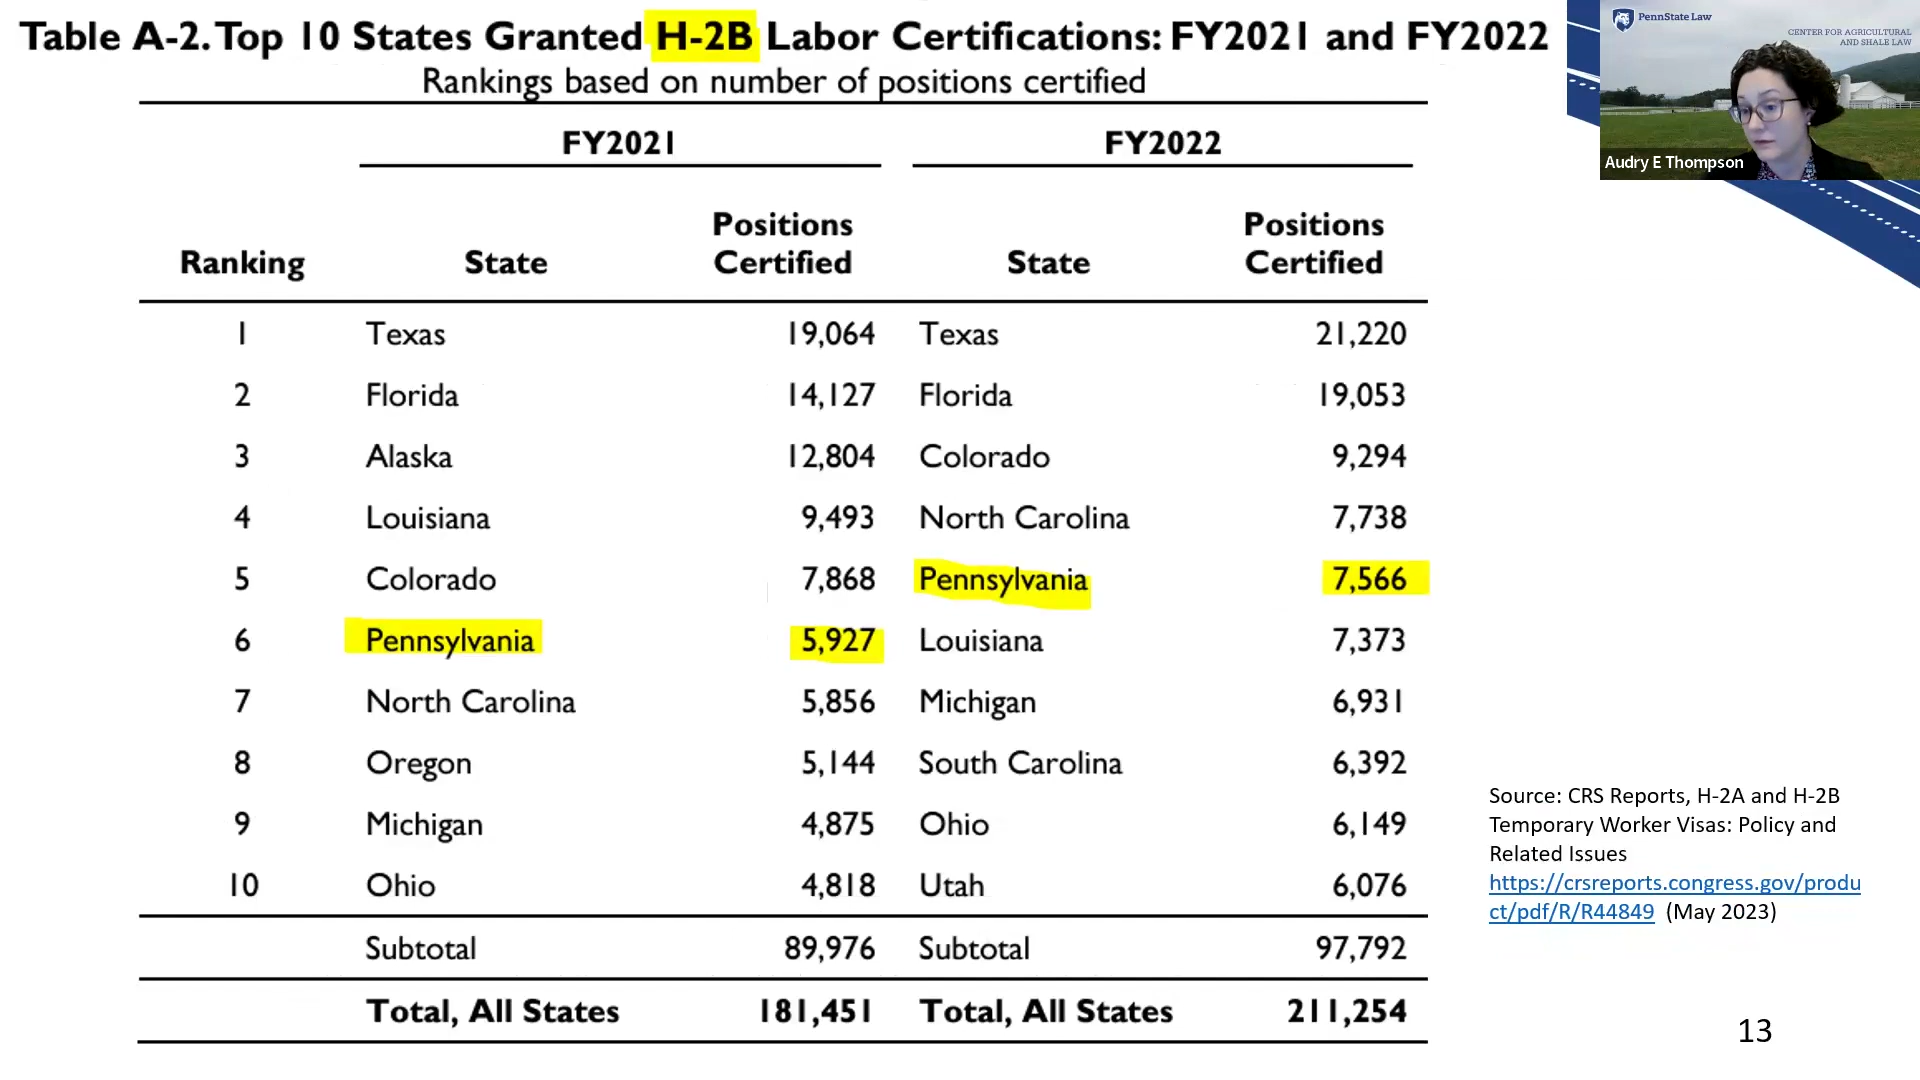 Table A-2. Top 10 States Granted H-2B Labor Certifications: FY2021 and FY2022
Rankings based on number of positions certified
FY2021 FY2022
Ranking State Positions Certified State Positions Certified
1 Texas 19,064 Texas 21,220
2 Florida 14,127 Florida 19,053
3 Alaska 12,804 Colorado 9,294
4 Louisiana 9,493 North Carolina 7,738
5 Colorado 7,868 Pennsylvania 7,566
6 Pennsylvania 5,927 Louisiana 7,373
7 North Carolina 5,856 Michigan 6,931
8 Oregon 5,144 South Carolina 6,392
9 Michigan 4,875 Ohio 6,149
10 Ohio 4,818 Utah 6,076
Subtotal 89,976 Subtotal 97,792
Total, All States 181,451 Total, All States 211,254
PennState Law
CENTER FOR AGRICULTURAL
AND SHALE LAW
Audry E Thompson
Source: CRS Reports, H-2A and H-2B
Temporary Worker Visas: Policy and
Related Issues
https://crsreports.congress.gov/produ
ct/pdf/R/R44849 (May 2023)
13